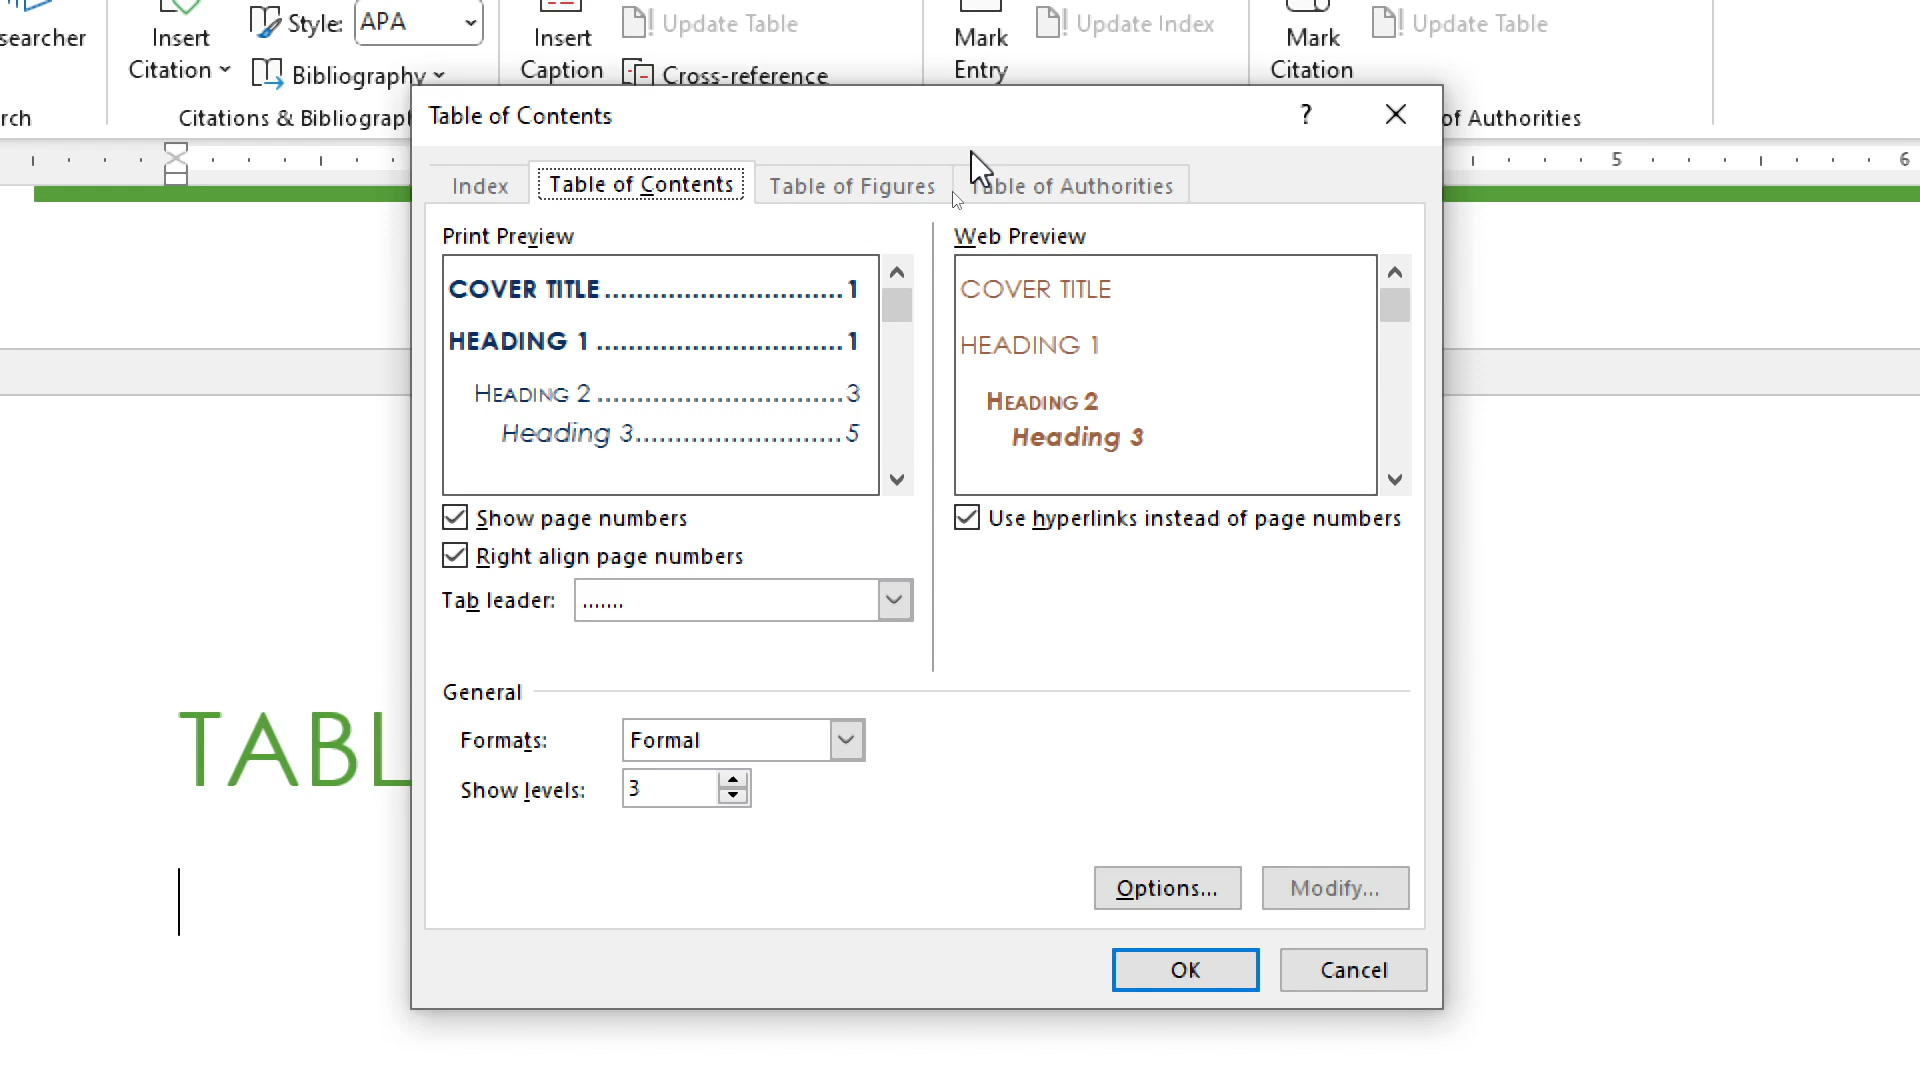 searcher
Insert
Citation
Style: APA
Bibliography
Insert
Caption
Update Table
Cross-reference
Mark
Entry
Update Index
Mark
Citation
Update Table
rch
Citations & Bibliograp
of Authorities
5
6
Table of Contents
?
Index
Table of Contents
Table of Figures
Table of Authorities
Print Preview
COVER TITLE..............................1
HEADING 1 ...............................1
HEADING 2 ...............................3
Heading 3..........................5
Web Preview
COVER TITLE
HEADING 1
HEADING 2
Heading 3
Show page numbers
Right align page numbers
Tab leader: .......
Use hyperlinks instead of page numbers
General
Formats: Formal
Show levels: 3
Options...
Modify...
OK
Cancel
TABL